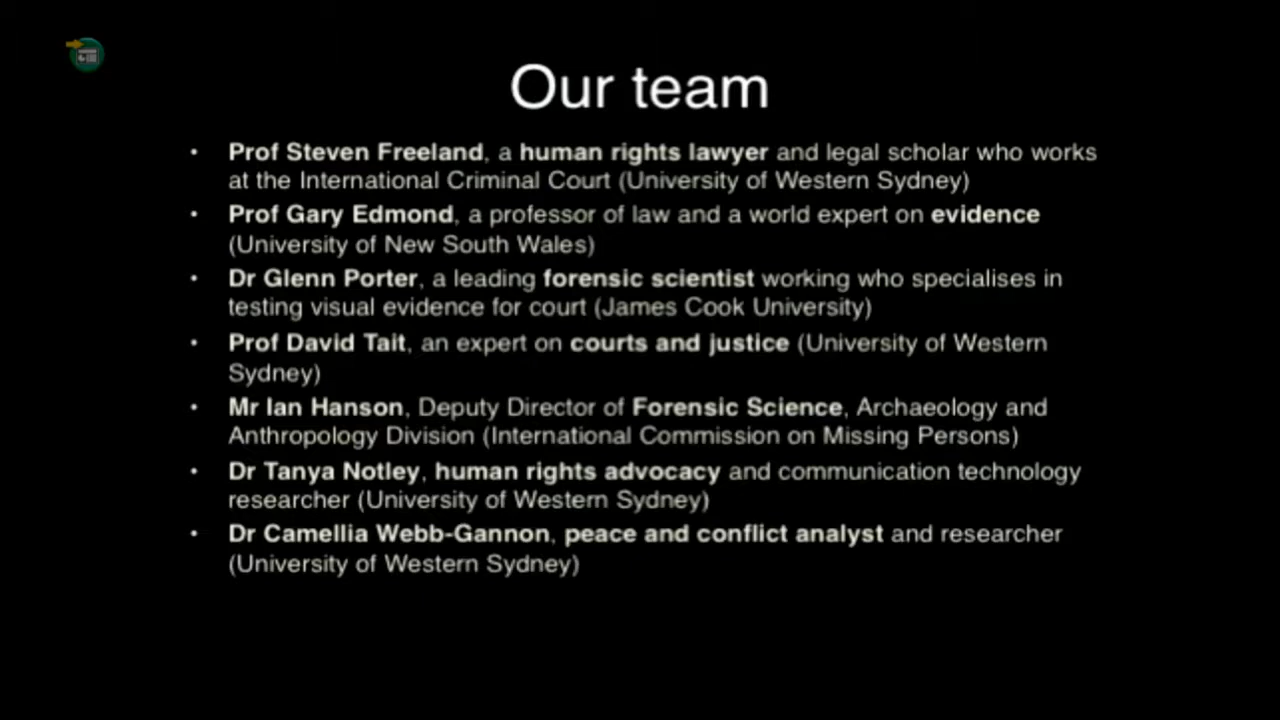 Our team
• Prof Steven Freeland, a human rights lawyer and legal scholar who works
at the International Criminal Court (University of Western Sydney)
• Prof Gary Edmond, a professor of law and a world expert on evidence
(University of New South Wales)
• Dr Glenn Porter, a leading forensic scientist working who specialises in
testing visual evidence for court (James Cook University)
• Prof David Tait, an expert on courts and justice (University of Western
Sydney)
• Mr Ian Hanson, Deputy Director of Forensic Science, Archaeology and
Anthropology Division (International Commission on Missing Persons)
• Dr Tanya Notley, human rights advocacy and communication technology
researcher (University of Western Sydney)
• Dr Camellia Webb-Gannon, peace and conflict analyst and researcher
(University of Western Sydney)